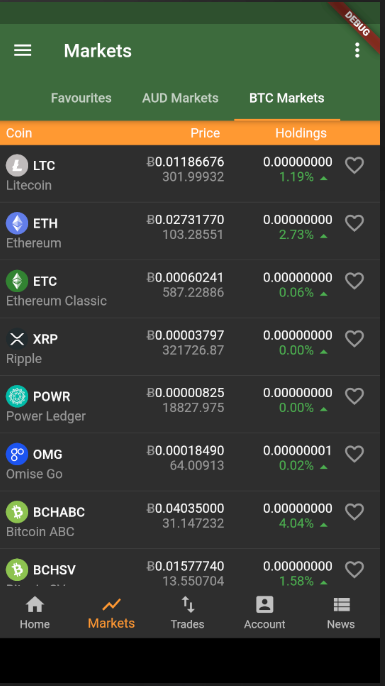 DEBUG
Markets
Favourites AUD Markets BTC Markets
Coin Price Holdings
LTC Ƀ0.01186676 0.00000000
Litecoin 301.99932 1.19%
ETH Ƀ0.02731770 0.00000000
Ethereum 103.28551 2.73%
ETC Ƀ0.00060241 0.00000000
Ethereum Classic 587.22886 0.06%
XRP Ƀ0.00003797 0.00000000
Ripple 321726.87 0.00%
POWR Ƀ0.00000825 0.00000000
Power Ledger 18827.975 0.00%
OMG Ƀ0.00018490 0.00000001
Omise Go 64.00913 0.02%
BCHABC Ƀ0.04035000 0.00000000
Bitcoin ABC 31.147232 4.04%
BCHSV Ƀ0.01577740 0.00000000
13.550704 1.58%
Home Markets Trades Account News